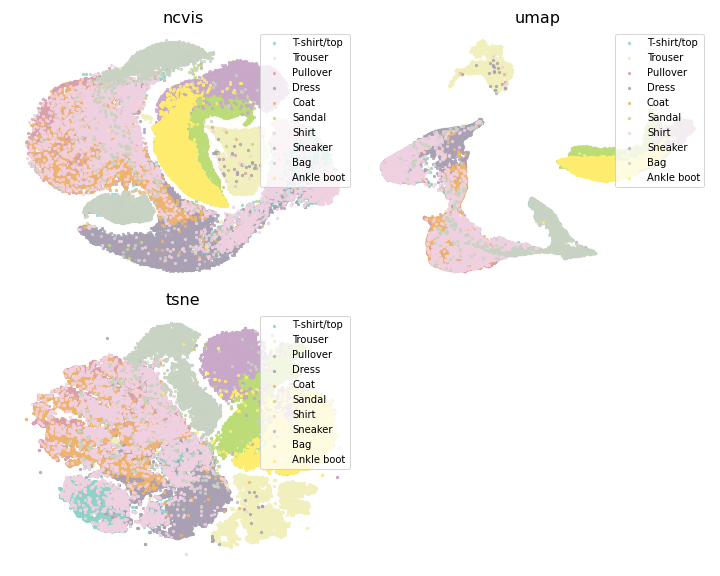 ncvis
T-shirt/top
Trouser
Pullover
Dress
Coat
Sandal
Shirt
Sneaker
Bag
Ankle boot
umap
T-shirt/top
Trouser
Pullover
Dress
Coat
Sandal
Shirt
Sneaker
Bag
Ankle boot
tsne
T-shirt/top
Trouser
Pullover
Dress
Coat
Sandal
Shirt
Sneaker
Bag
Ankle boot